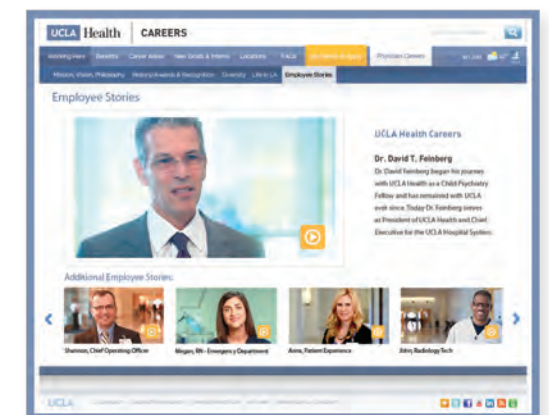 UCLA Health CAREERS
Working Here Benefits Career Areas New Grads & Interns Locations FAQs Physician Careers
Mission, Vision, Philosophy History/Awards & Recognition Diversity Life in LA Employee Stories
Employee Stories
UCLA Health Careers
Dr. David T. Feinberg
Dr. David Feinberg began his journey
with UCLA Health as a Child Psychiatry
Fellow and has remained with UCLA
ever since. Today Dr. Feinberg serves
as President of UCLA Health and Chief
Executive for the UCLA Hospital System.
Additional Employee Stories:
Shannon, Chief Operating Officer
Megan, RN - Emergency Department
Anne, Patient Experience
John, Radiology Tech
UCLA